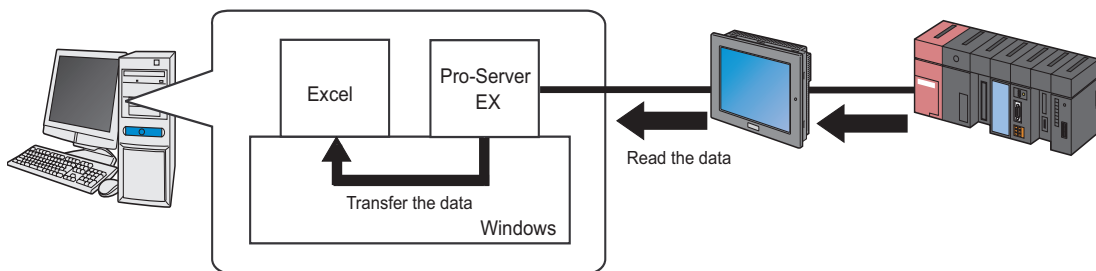 Excel
Pro-Server
EX
Read the data
Transfer the data
Windows